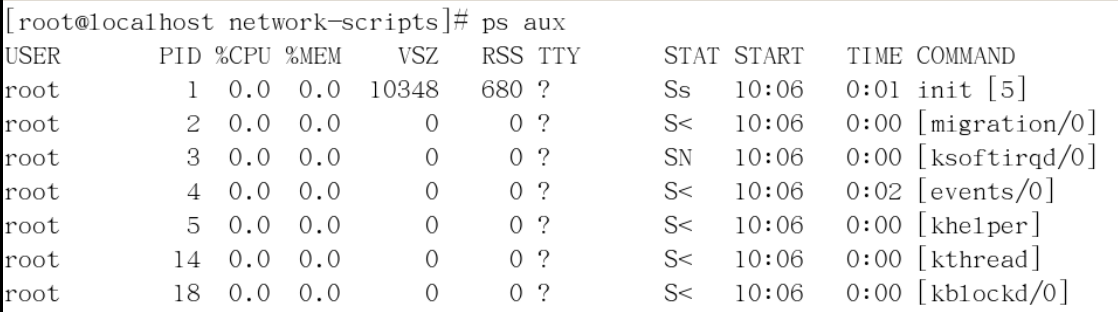 [root@localhost network-scripts]# ps aux
USER       PID %CPU %MEM    VSZ   RSS TTY      STAT START   TIME COMMAND
root         1  0.0  0.0  10348   680 ?        Ss   10:06   0:01 init [5]
root         2  0.0  0.0      0     0 ?        S<   10:06   0:00 [migration/0]
root         3  0.0  0.0      0     0 ?        SN   10:06   0:00 [ksoftirqd/0]
root         4  0.0  0.0      0     0 ?        S<   10:06   0:02 [events/0]
root         5  0.0  0.0      0     0 ?        S<   10:06   0:00 [khelper]
root        14  0.0  0.0      0     0 ?        S<   10:06   0:00 [kthread]
root        18  0.0  0.0      0     0 ?        S<   10:06   0:00 [kblockd/0]